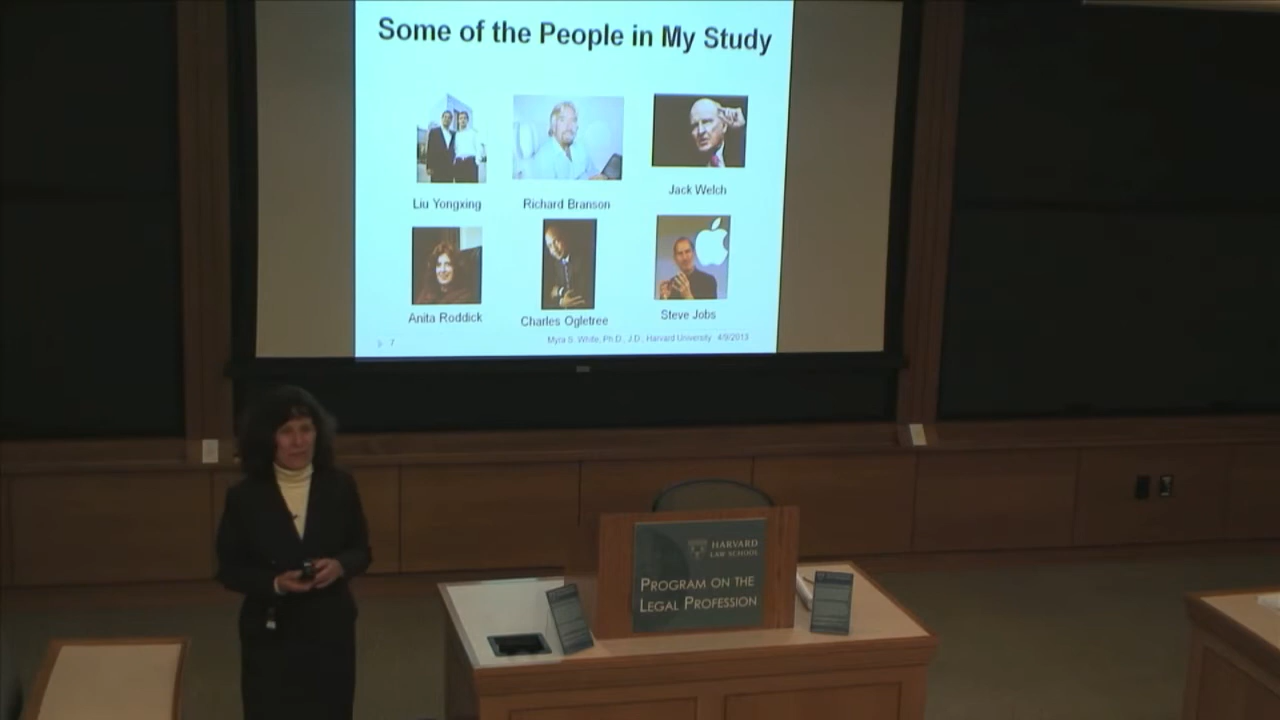 Some of the People in My Study
Liu Yongxing
Richard Branson
Jack Welch
Anita Roddick
Charles Ogletree
Steve Jobs
7
Myra S. White, Ph.D., J.D., Harvard University 4/9/2013
HARVARD
LAW SCHOOL
PROGRAM ON THE
LEGAL PROFESSION